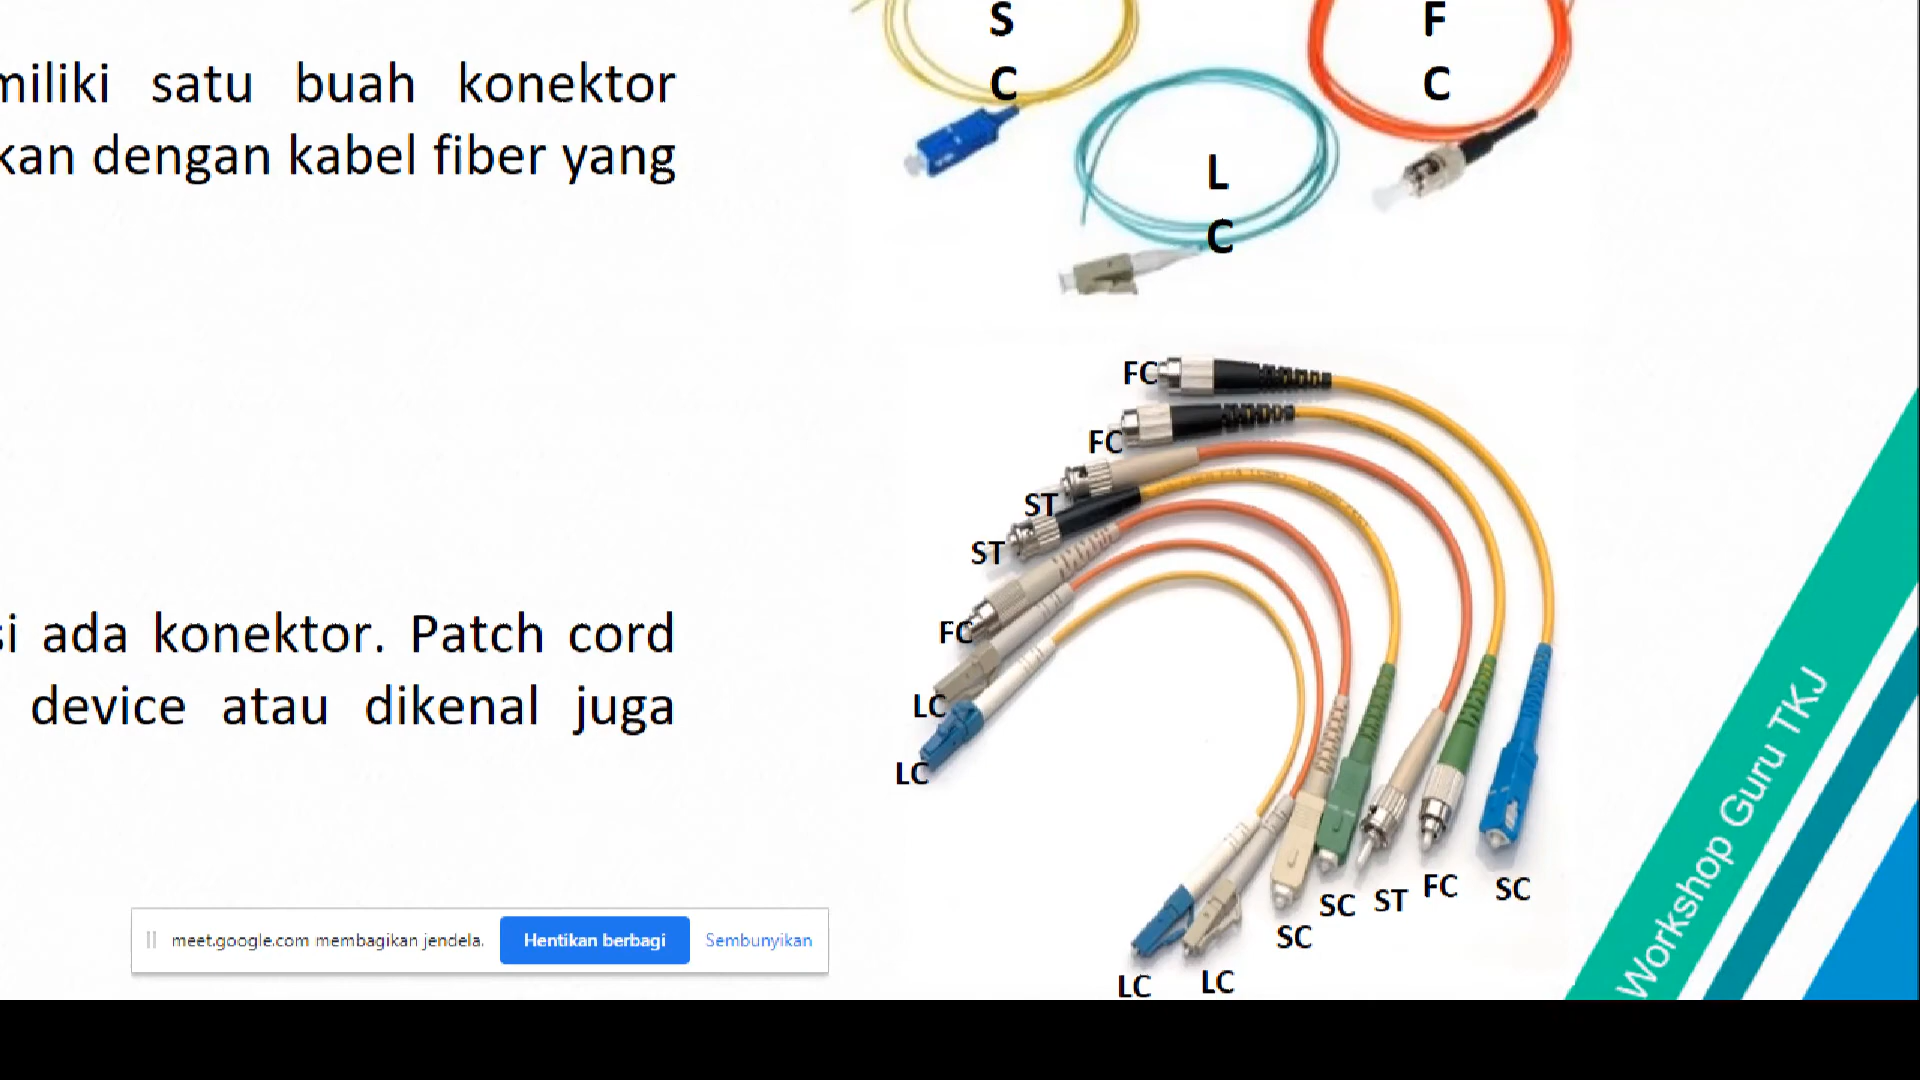 S
C
F
C
L
C
miliki satu buah konektor
kan dengan kabel fiber yang
si ada konektor. Patch cord
device atau dikenal juga
FC
FC
ST
ST
FC
LC
LC
LC
LC
SC
SC
ST
FC
SC
Workshop Guru TKJ
meet.google.com membagikan jendela.
Hentikan berbagi
Sembunyikan